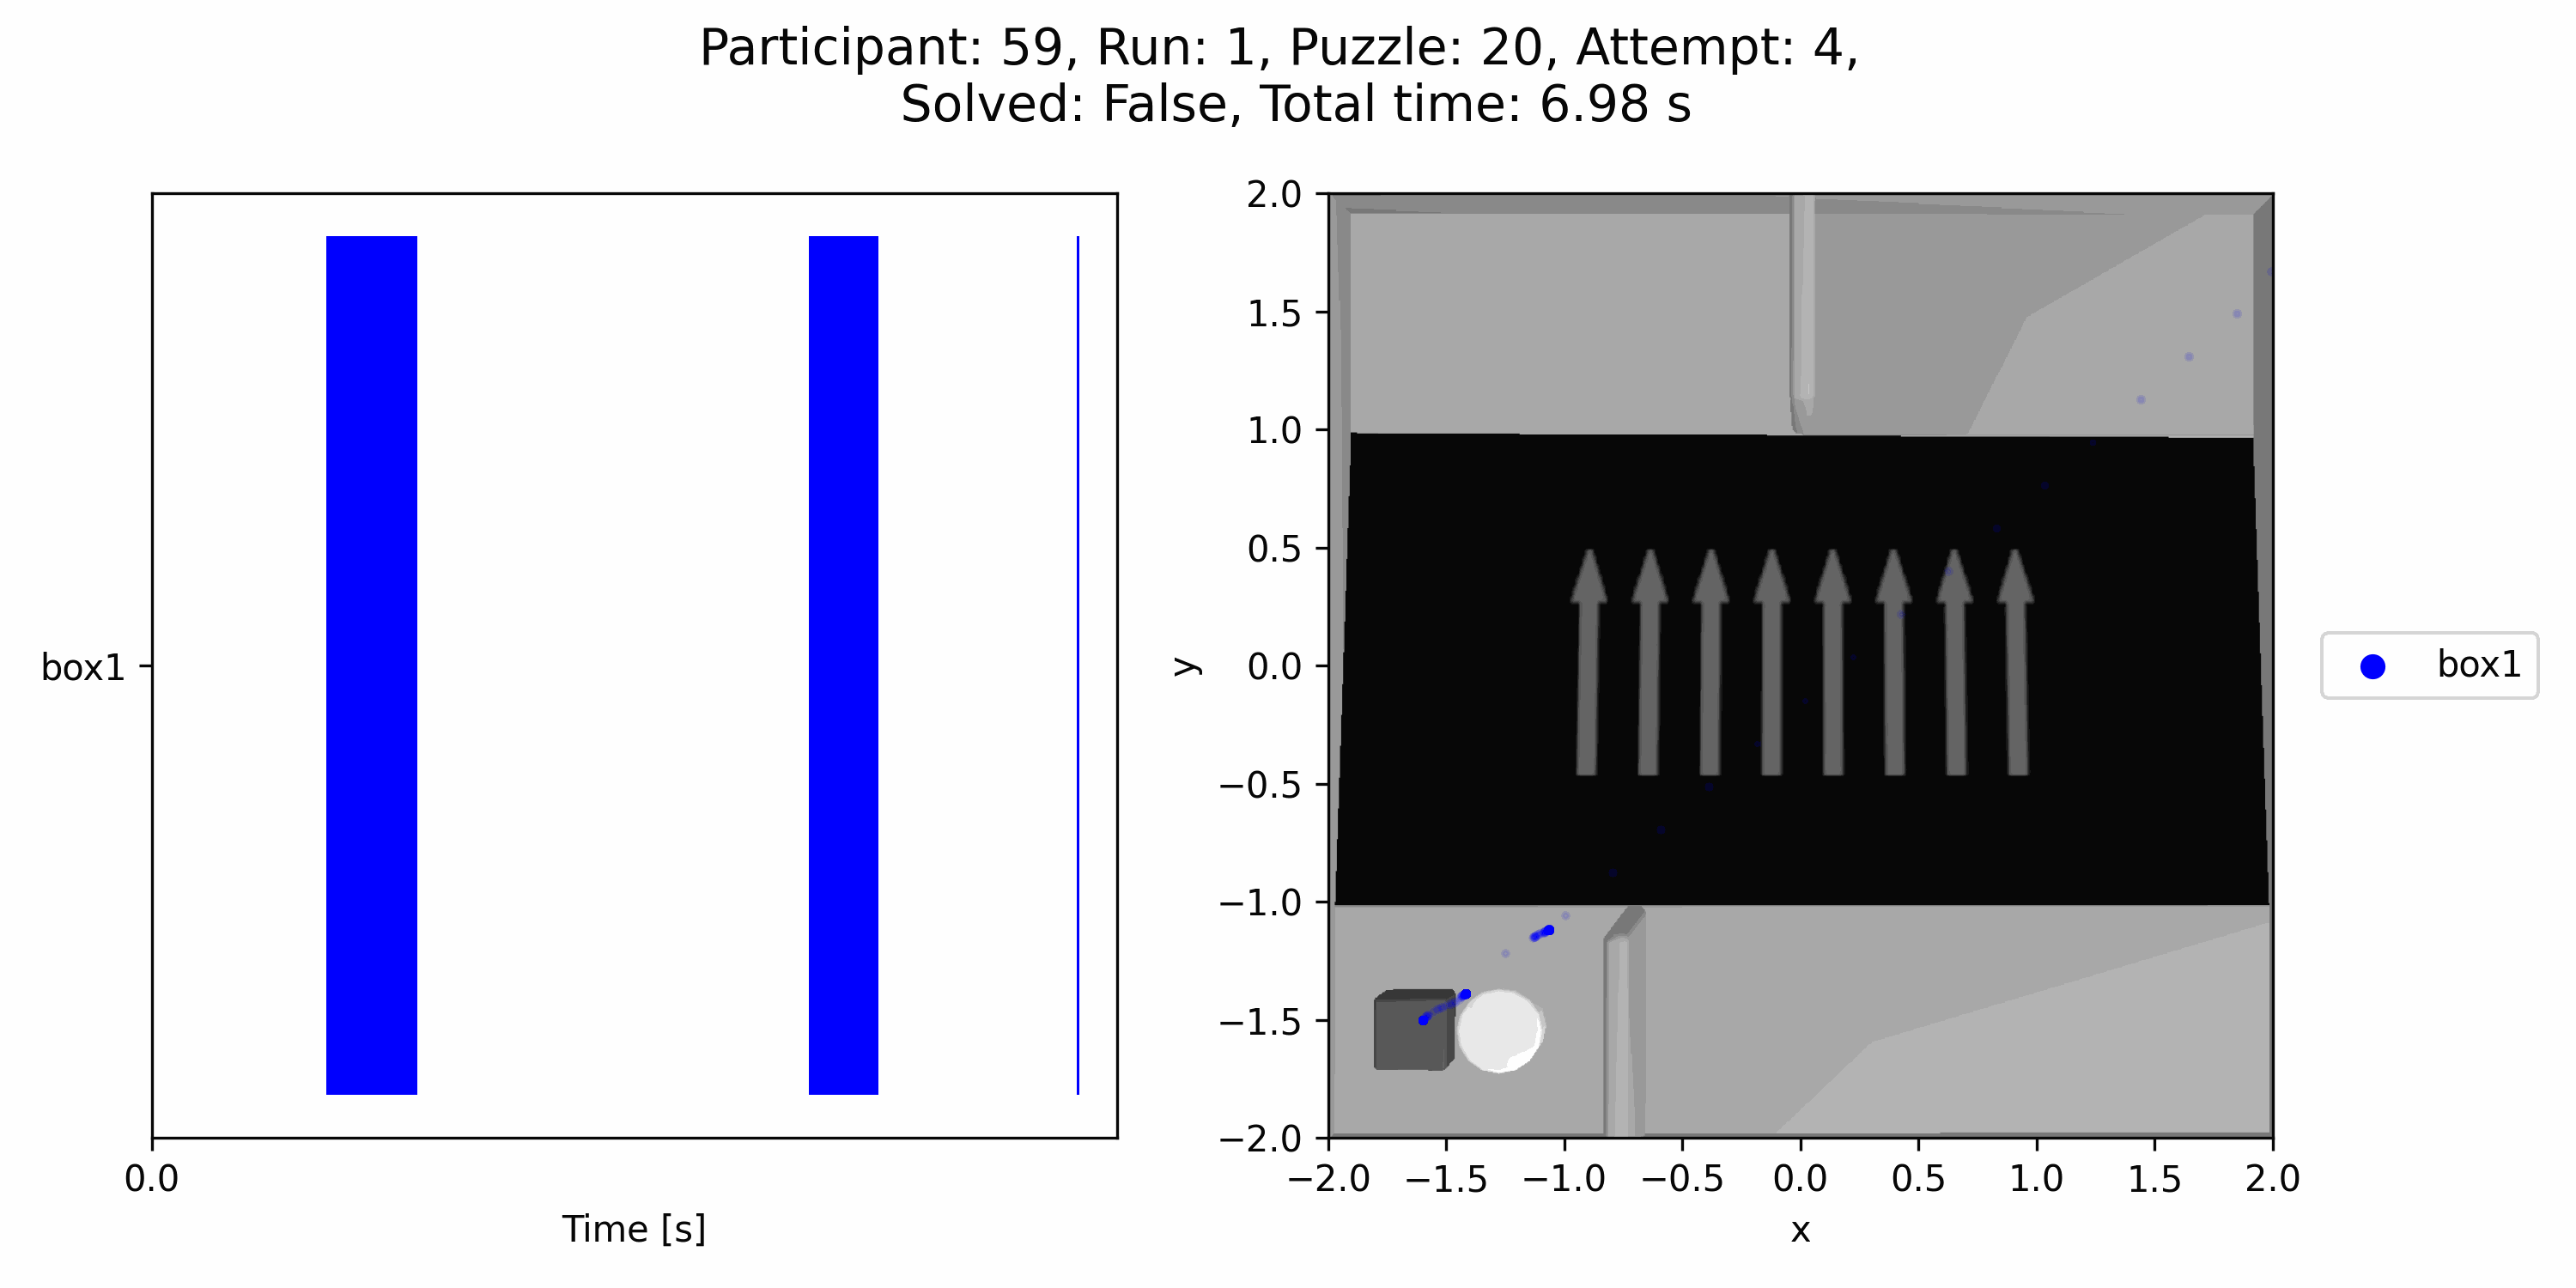 Participant: 59, Run: 1, Puzzle: 20, Attempt: 4,
Solved: False, Total time: 6.98 s
box1
0.0
Time [s]
2.0
1.5
1.0
0.5
0.0
−0.5
−1.0
−1.5
−2.0
y
−2.0 −1.5 −1.0 −0.5 0.0 0.5 1.0 1.5 2.0
x
box1